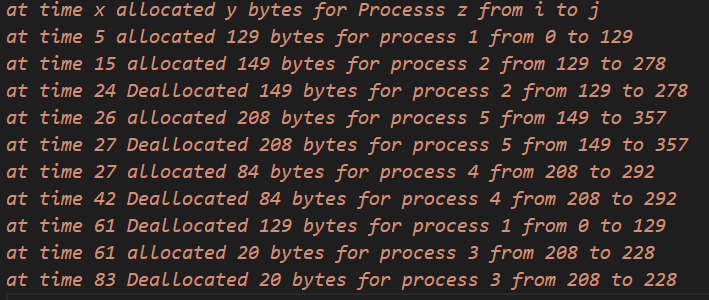 at time x allocated y bytes for Processs z from i to j
at time 5 allocated 129 bytes for process 1 from 0 to 129
at time 15 allocated 149 bytes for process 2 from 129 to 278
at time 24 Deallocated 149 bytes for process 2 from 129 to 278
at time 26 allocated 208 bytes for process 5 from 149 to 357
at time 27 Deallocated 208 bytes for process 5 from 149 to 357
at time 27 allocated 84 bytes for process 4 from 208 to 292
at time 42 Deallocated 84 bytes for process 4 from 208 to 292
at time 61 Deallocated 129 bytes for process 1 from 0 to 129
at time 61 allocated 20 bytes for process 3 from 208 to 228
at time 83 Deallocated 20 bytes for process 3 from 208 to 228